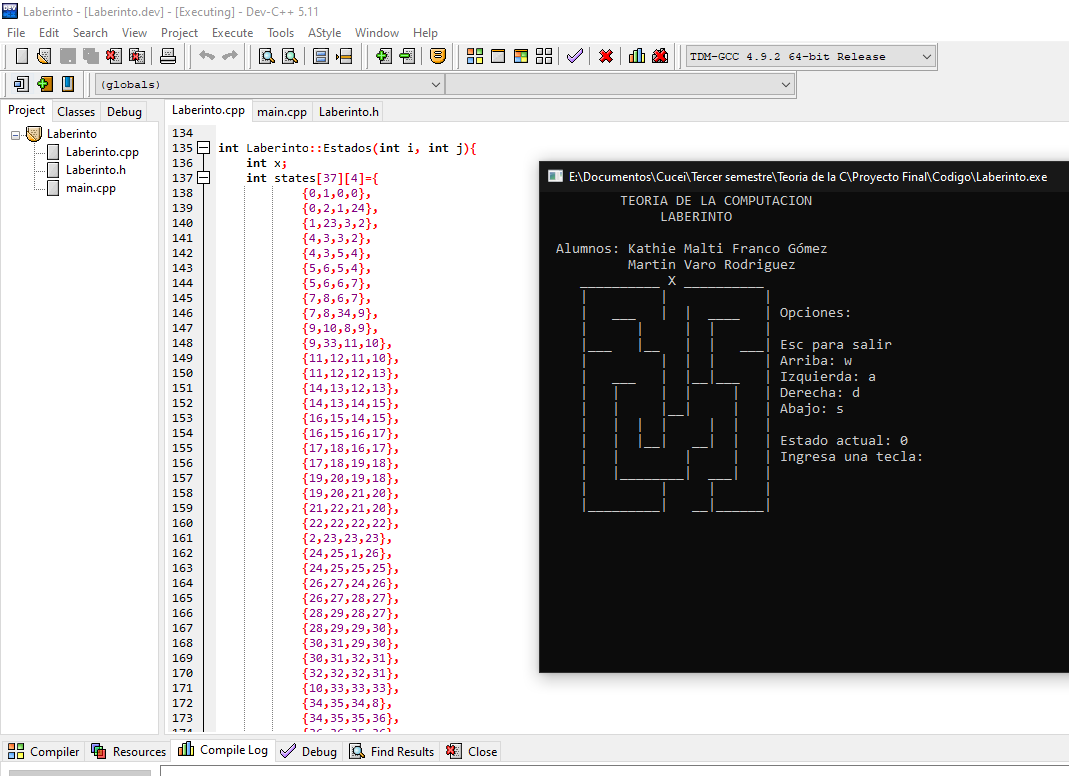 Laberinto - [Laberinto.dev] - [Executing] - Dev-C++ 5.11
File Edit Search View Project Execute Tools AStyle Window Help
TDM-GCC 4.9.2 64-bit Release
(globals)
Project Classes Debug
Laberinto.cpp main.cpp Laberinto.h
Laberinto
Laberinto.cpp
Laberinto.h
main.cpp
134
135 int Laberinto::Estados(int i, int j){
136 int x;
137 int states[37][4]={
138 {0,1,0,0},
139 {0,2,1,24},
140 {1,23,3,2},
141 {4,3,3,2},
142 {4,3,5,4},
143 {5,6,5,4},
144 {5,6,6,7},
145 {7,8,6,7},
146 {7,8,34,9},
147 {9,10,8,9},
148 {9,33,11,10},
149 {11,12,11,10},
150 {11,12,12,13},
151 {14,13,12,13},
152 {14,13,14,15},
153 {16,15,14,15},
154 {16,15,16,17},
155 {17,18,16,17},
156 {17,18,19,18},
157 {19,20,19,18},
158 {19,20,21,20},
159 {21,22,21,20},
160 {22,22,22,22},
161 {2,23,23,23},
162 {24,25,1,26},
163 {24,25,25,25},
164 {26,27,24,26},
165 {26,27,28,27},
166 {28,29,28,27},
167 {28,29,29,30},
168 {30,31,29,30},
169 {30,31,32,31},
170 {32,32,32,31},
171 {10,33,33,33},
172 {34,35,34,8},
173 {34,35,35,36},
E:\Documentos\Cucei\Tercer semestre\Teoria de la C\Proyecto Final\Codigo\Laberinto.exe
TEORIA DE LA COMPUTACION
LABERINTO
Alumnos: Kathie Malti Franco Gómez
Martin Varo Rodriguez
X
Opciones:
Esc para salir
Arriba: w
Izquierda: a
Derecha: d
Abajo: s
Estado actual: 0
Ingresa una tecla:
Compiler Resources Compile Log Debug Find Results Close